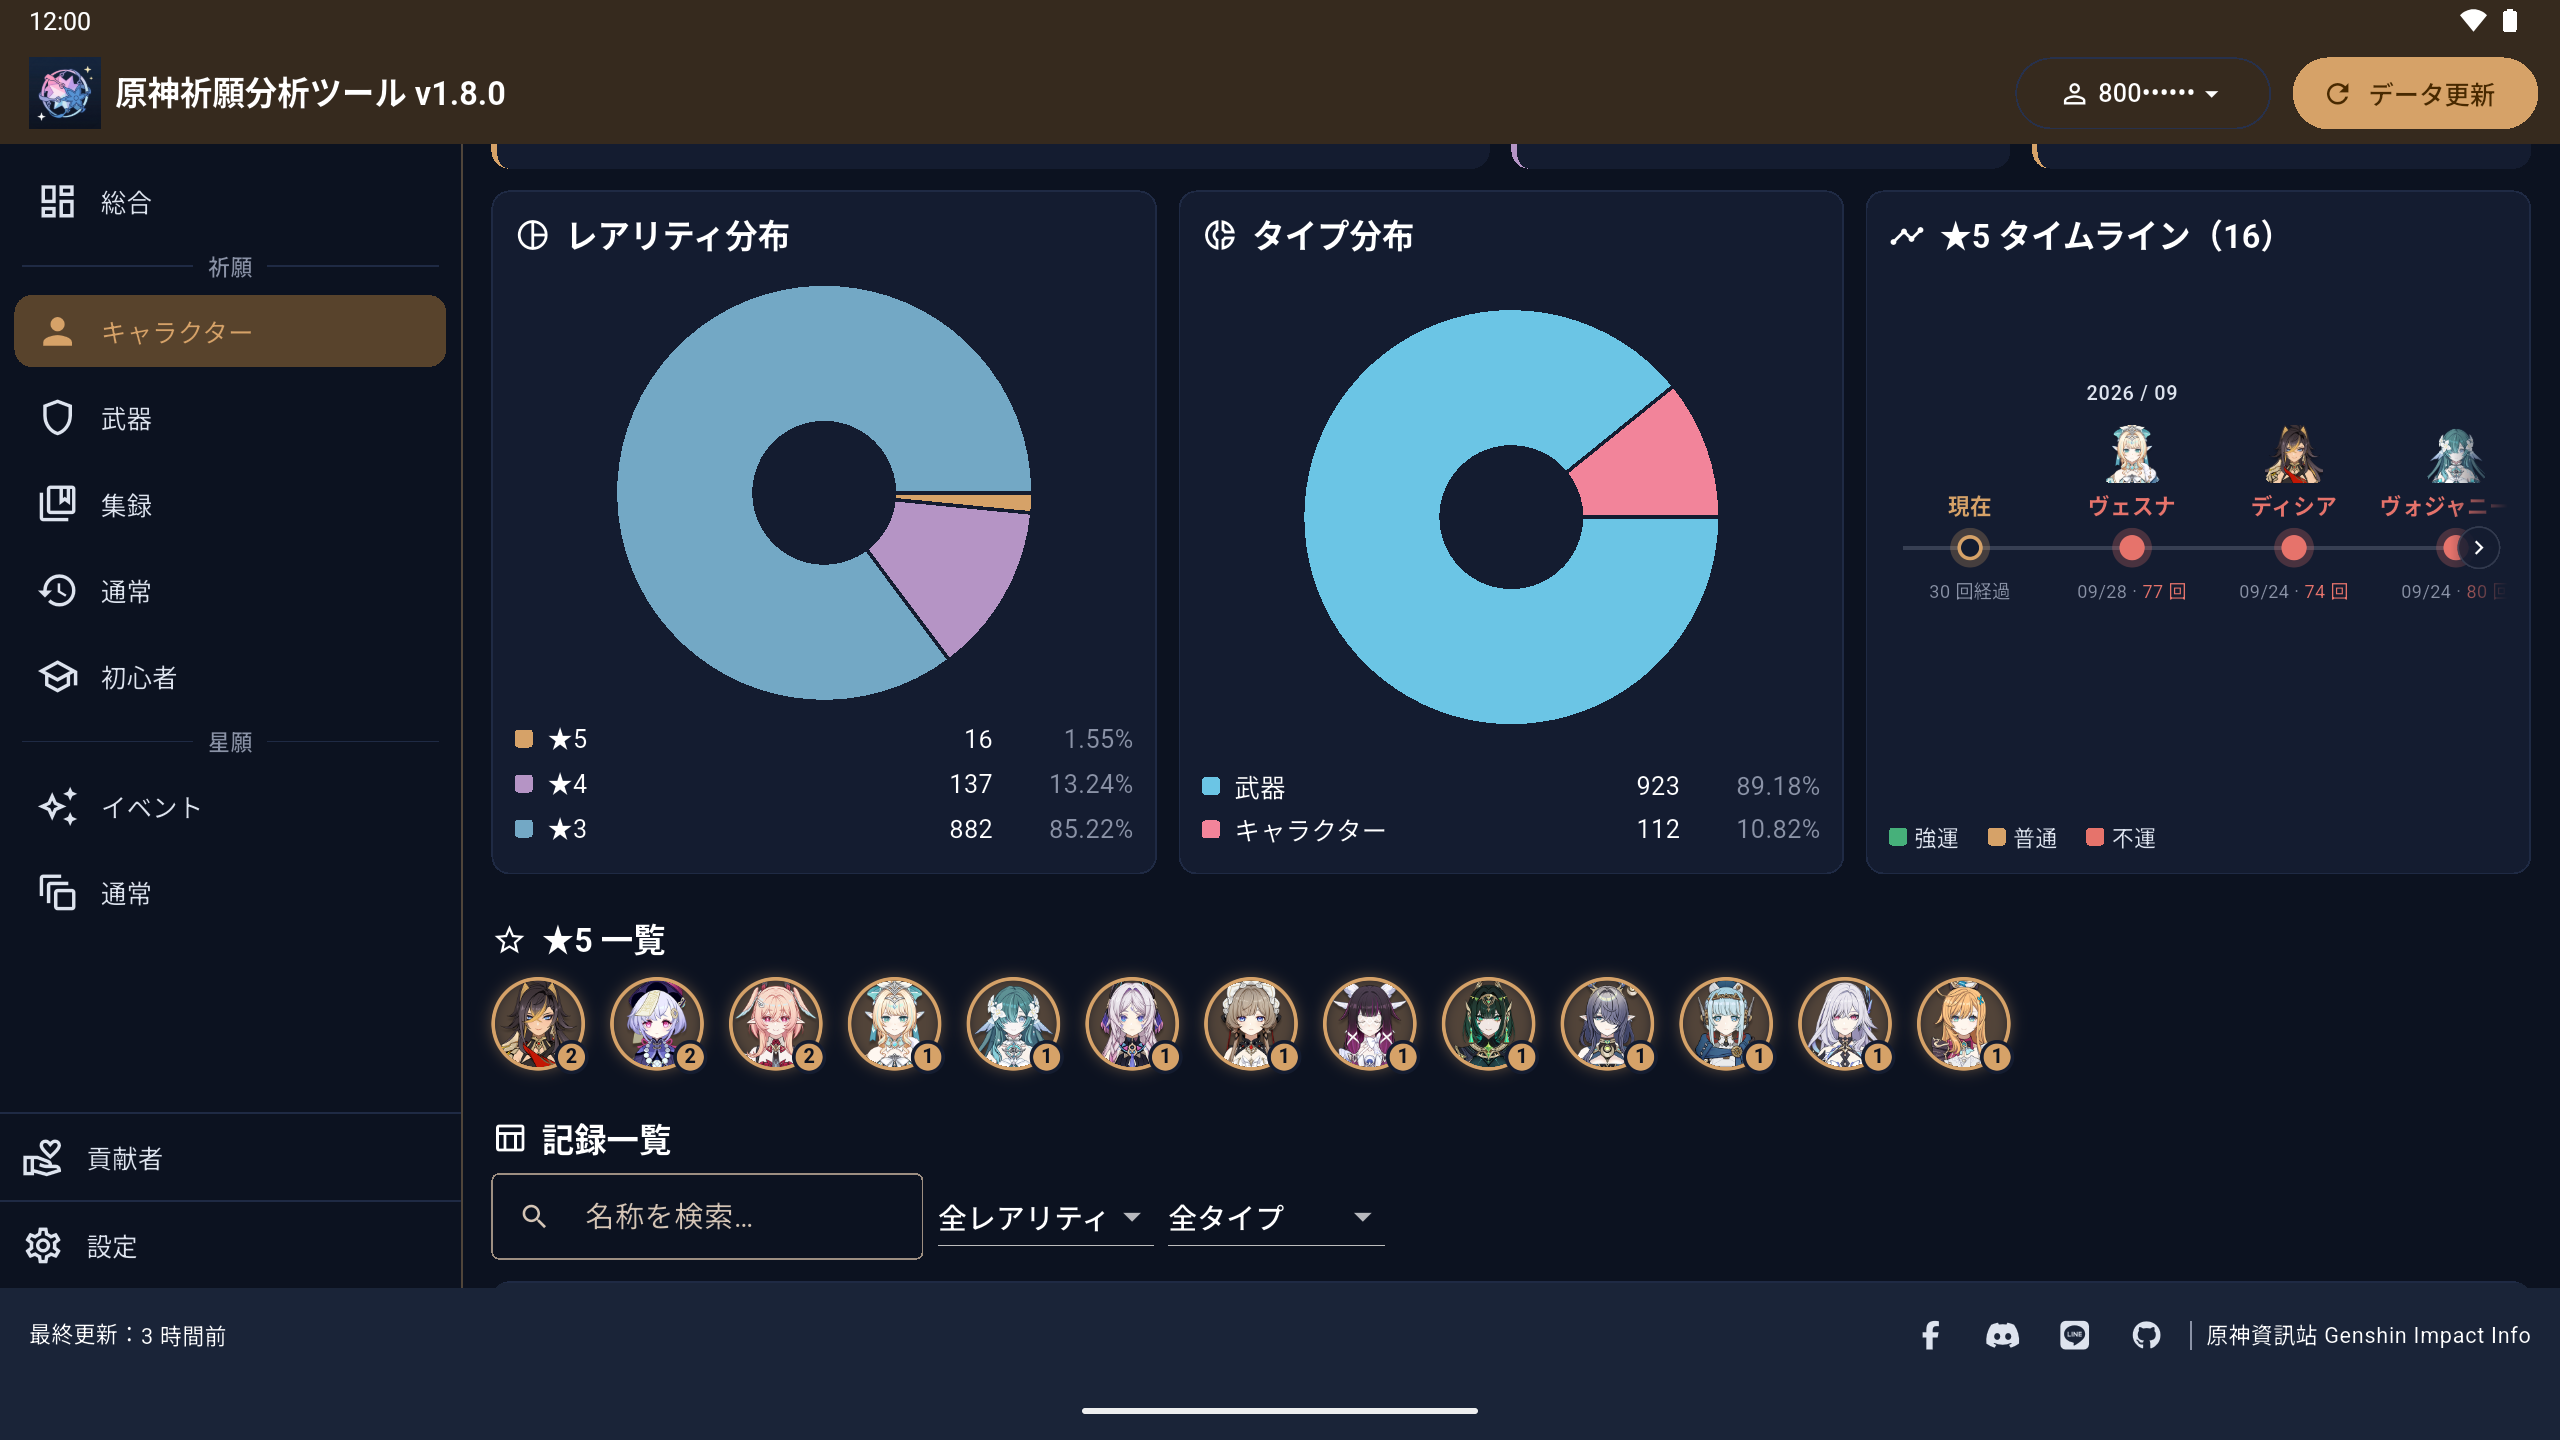 12:00
原神祈願分析ツール v1.8.0
800••••••
データ更新
総合
祈願
キャラクター
武器
集録
通常
初心者
星願
イベント
通常
貢献者
設定
レアリティ分布
★5 16 1.55%
★4 137 13.24%
★3 882 85.22%
タイプ分布
武器 923 89.18%
キャラクター 112 10.82%
★5 タイムライン（16）
2026 / 09
現在 ヴェスナ ディシア ヴォジャニー
30 回経過 09/28 · 77 回 09/24 · 74 回 09/24 · 80 回
強運 普通 不運
★5 一覧
2 2 2 1 1 1 1 1 1 1 1 1 1
記録一覧
名称を検索...
全レアリティ 全タイプ
最終更新：3 時間前
LINE
原神資訊站 Genshin Impact Info